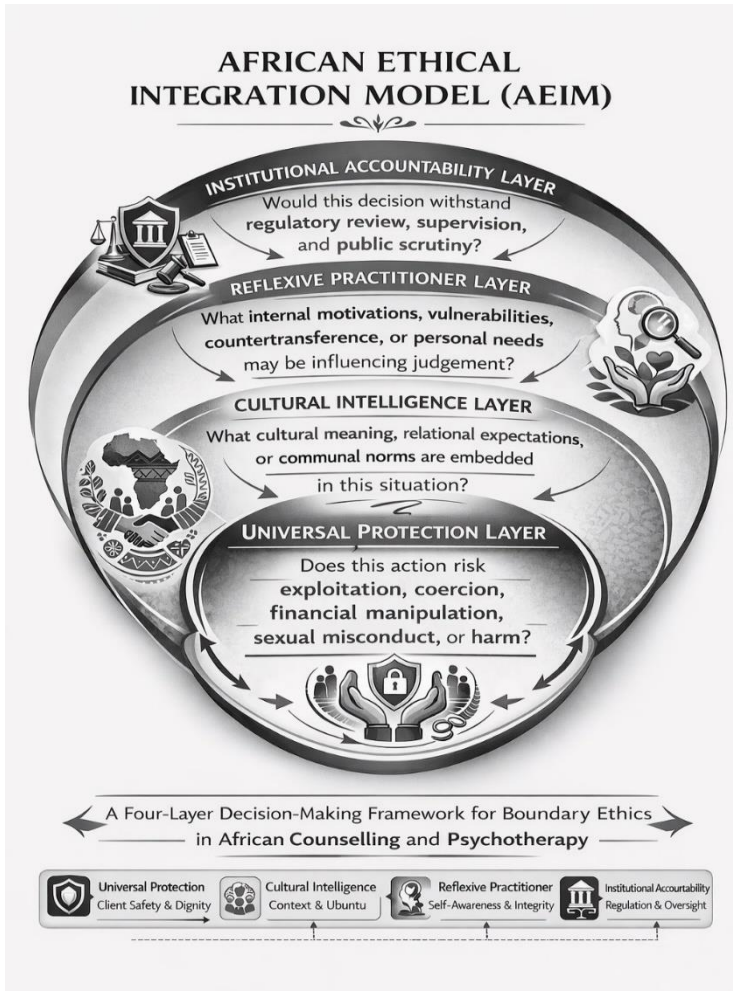 AFRICAN ETHICAL
INTEGRATION MODEL (AEIM)
INSTITUTIONAL ACCOUNTABILITY LAYER
Would this decision withstand
regulatory review, supervision,
and public scrutiny?
REFLEXIVE PRACTITIONER LAYER
What internal motivations, vulnerabilities,
countertransference, or personal needs
may be influencing judgement?
CULTURAL INTELLIGENCE LAYER
What cultural meaning, relational expectations,
or communal norms are embedded
in this situation?
UNIVERSAL PROTECTION LAYER
Does this action risk
exploitation, coercion,
financial manipulation,
sexual misconduct, or harm?
A Four-Layer Decision-Making Framework for Boundary Ethics
in African Counselling and Psychotherapy
Universal Protection
Client Safety & Dignity
Cultural Intelligence
Context & Ubuntu
Reflexive Practitioner
Self-Awareness & Integrity
Institutional Accourtability
Regulation & Oversight